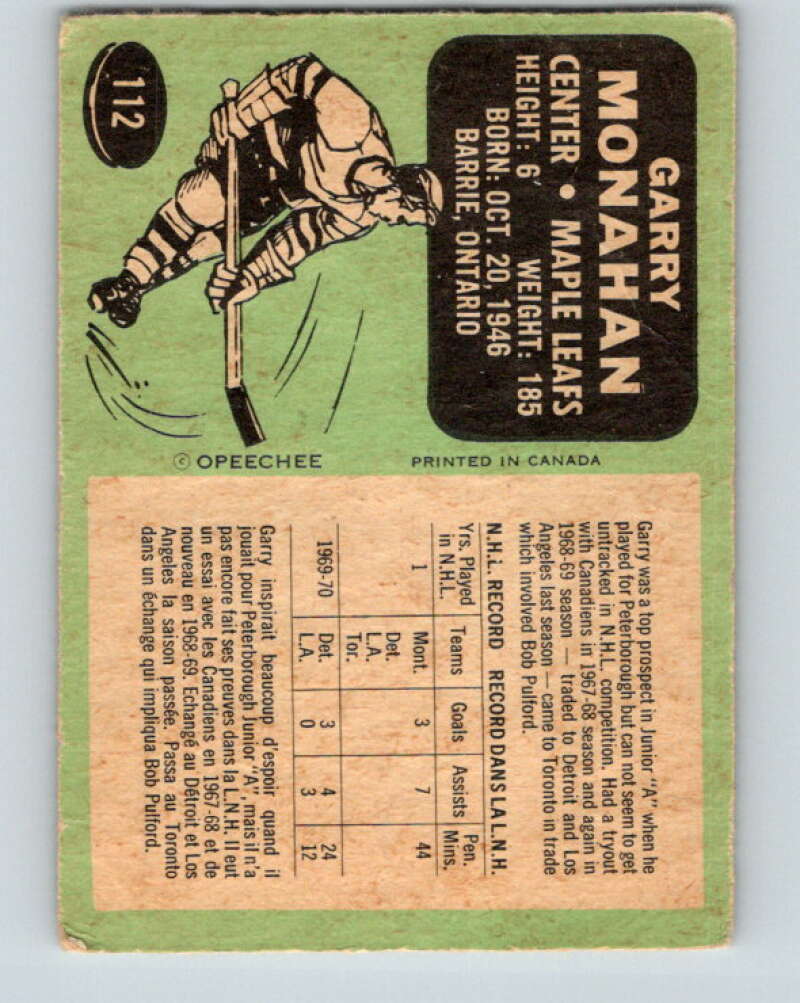 112
GARRY
MONAHAN
CENTER • MAPLE LEAFS
HEIGHT: 6' WEIGHT: 185
BORN: OCT. 20, 1946
BARRIE, ONTARIO
© OPEECHEE PRINTED IN CANADA
Garry was a top prospect in Junior "A" when he
played for Peterborough but can not seem to get
untracked in N.H.L. competition. Had a tryout
with Canadiens in 1967-68 season and again in
1968-69 season — traded to Detroit and Los
Angeles last season — came to Toronto in trade
which involved Bob Pulford.
N.H.L. RECORD RECORD DANS LA L.N.H.
Yrs. Played Teams Goals Assists Pen.
in N.H.L. Mins.
1 Mont. 3 7 44
Det.
L.A.
Tor.
1969-70 Det. 3 4 24
L.A. 0 3 12
Garry inspirait beaucoup d'espoir quand il
jouait pour Peterborough Junior "A", mais il n'a
pas encore fait ses preuves dans la L.N.H. Il eut
un essai avec les Canadiens en 1967-68 et de
nouveau en 1968-69. Echangé au Détroit et Los
Angeles la saison passée. Passa au Toronto
dans un échange qui impliqua Bob Pulford.